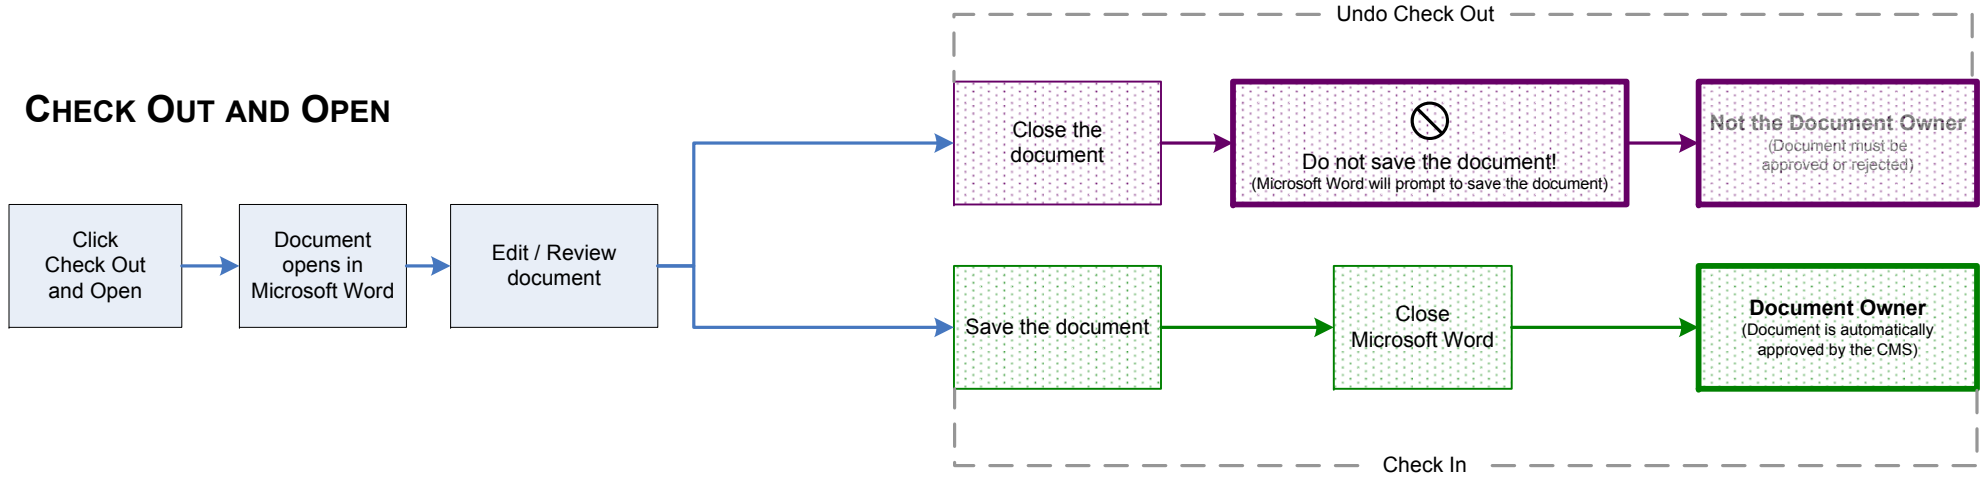 Undo Check Out
CHECK OUT AND OPEN
Close the
document
Do not save the document!
(Microsoft Word will prompt to save the document)
Not the Document Owner
(Document must be
approved or rejected)
Click
Check Out
and Open
Document
opens in
Microsoft Word
Edit / Review
document
Save the document
Close
Microsoft Word
Document Owner
(Document is automatically
approved by the CMS)
Check In